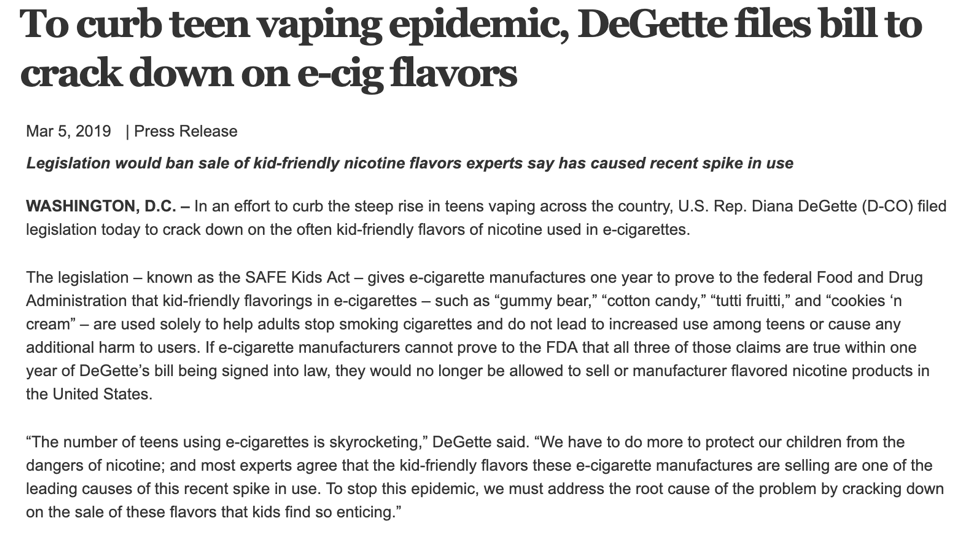 To curb teen vaping epidemic, DeGette files bill to
crack down on e-cig flavors
Mar 5, 2019 | Press Release
Legislation would ban sale of kid-friendly nicotine flavors experts say has caused recent spike in use
WASHINGTON, D.C. – In an effort to curb the steep rise in teens vaping across the country, U.S. Rep. Diana DeGette (D-CO) filed
legislation today to crack down on the often kid-friendly flavors of nicotine used in e-cigarettes.
The legislation – known as the SAFE Kids Act – gives e-cigarette manufactures one year to prove to the federal Food and Drug
Administration that kid-friendly flavorings in e-cigarettes – such as “gummy bear,” “cotton candy,” “tutti fruitti,” and “cookies ‘n
cream” – are used solely to help adults stop smoking cigarettes and do not lead to increased use among teens or cause any
additional harm to users. If e-cigarette manufacturers cannot prove to the FDA that all three of those claims are true within one
year of DeGette’s bill being signed into law, they would no longer be allowed to sell or manufacturer flavored nicotine products in
the United States.
“The number of teens using e-cigarettes is skyrocketing,” DeGette said. “We have to do more to protect our children from the
dangers of nicotine; and most experts agree that the kid-friendly flavors these e-cigarette manufactures are selling are one of the
leading causes of this recent spike in use. To stop this epidemic, we must address the root cause of the problem by cracking down
on the sale of these flavors that kids find so enticing.”